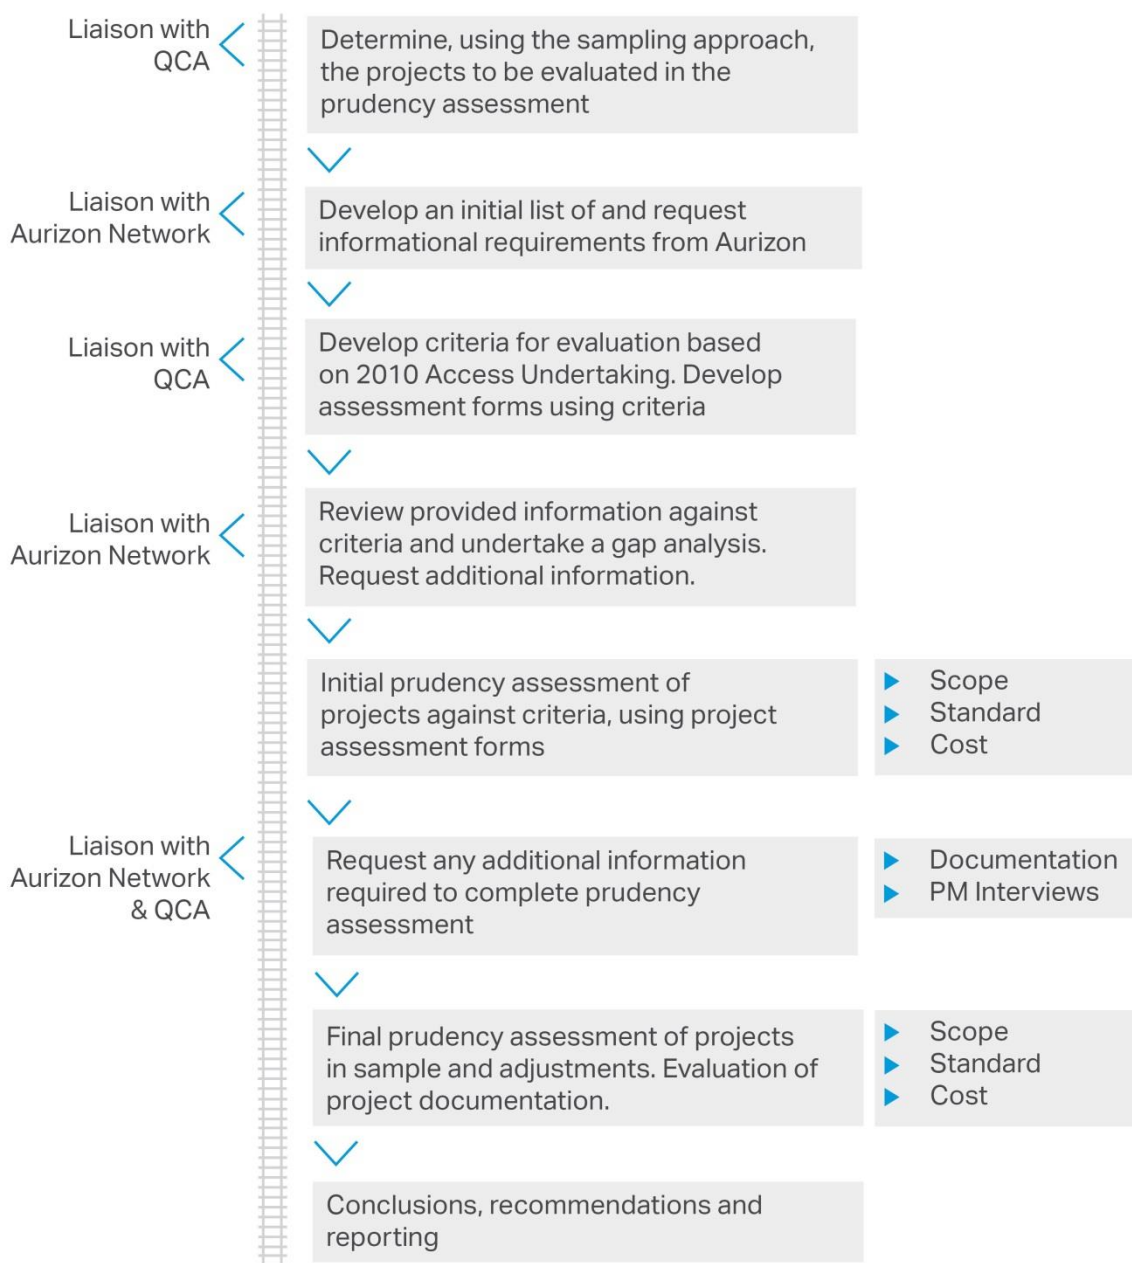 Liaison with
QCA
Determine, using the sampling approach,
the projects to be evaluated in the
prudency assessment
Liaison with
Aurizon Network
Develop an initial list of and request
informational requirements from Aurizon
Liaison with
QCA
Develop criteria for evaluation based
on 2010 Access Undertaking. Develop
assessment forms using criteria
Liaison with
Aurizon Network
Review provided information against
criteria and undertake a gap analysis.
Request additional information.
Initial prudency assessment of
projects against criteria, using project
assessment forms
Scope
Standard
Cost
Liaison with
Aurizon Network
& QCA
Request any additional information
required to complete prudency
assessment
Documentation
PM Interviews
Final prudency assessment of projects
in sample and adjustments. Evaluation of
project documentation.
Scope
Standard
Cost
Conclusions, recommendations and
reporting